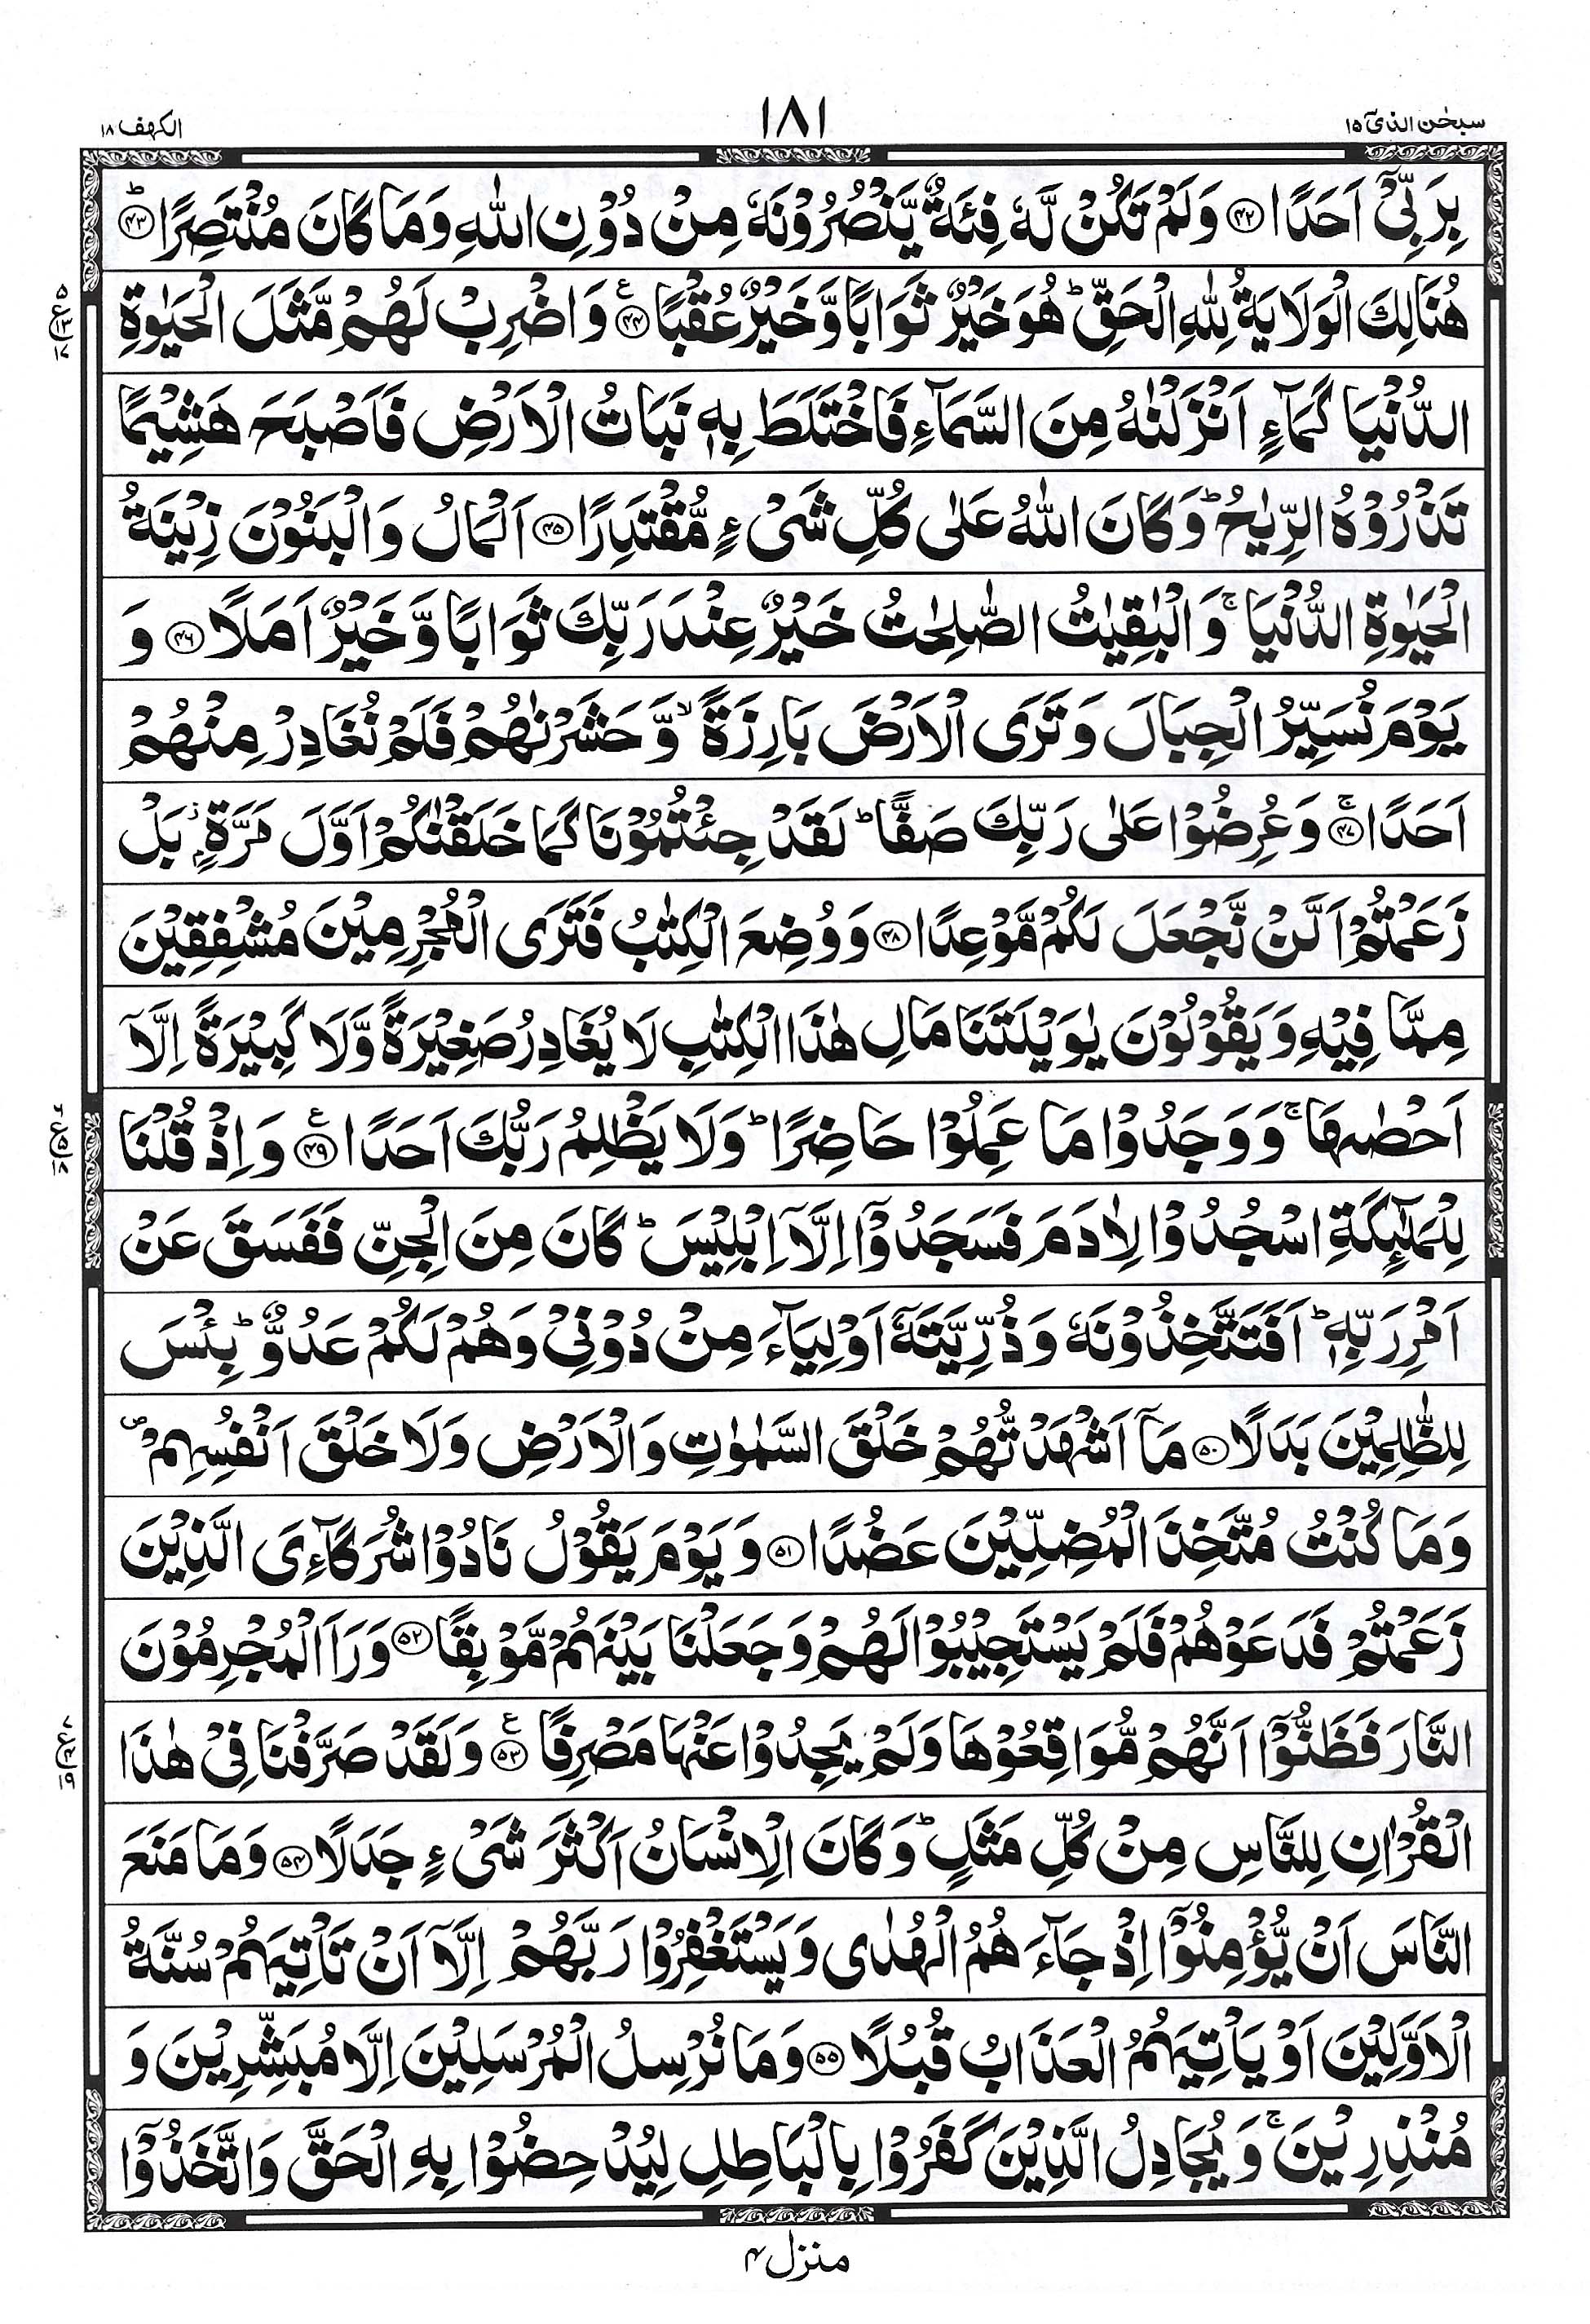 سبحٰن الذیۤ ۱۵
۱۸۱
الکهف ۱۸
بِرَبِّیْۤ اَحَدًا ﴿۴۲﴾ وَلَمْ تَكُنْ لَّهٗ فِئَةٌ یَّنْصُرُوْنَهٗ مِنْ دُوْنِ اللّٰهِ وَمَا كَانَ مُنْتَصِرًا ؕ﴿۴۳﴾
هُنَالِكَ الْوَلَایَةُ لِلّٰهِ الْحَقِّ ؕ هُوَ خَیْرٌ ثَوَابًا وَّخَیْرٌ عُقْبًا ﴿۴۴﴾ ع وَاضْرِبْ لَهُمْ مَّثَلَ الْحَیٰوةِ
الدُّنْیَا كَمَآءٍ اَنْزَلْنٰهُ مِنَ السَّمَآءِ فَاخْتَلَطَ بِهٖ نَبَاتُ الْاَرْضِ فَاَصْبَحَ هَشِیْمًا
تَذْرُوْهُ الرِّیٰحُ ؕ وَكَانَ اللّٰهُ عَلٰی كُلِّ شَیْءٍ مُّقْتَدِرًا ﴿۴۵﴾ اَلْمَالُ وَالْبَنُوْنَ زِیْنَةُ
الْحَیٰوةِ الدُّنْیَا ۚ وَالْبٰقِیٰتُ الصّٰلِحٰتُ خَیْرٌ عِنْدَ رَبِّكَ ثَوَابًا وَّخَیْرٌ اَمَلًا ﴿۴۶﴾ وَ
یَوْمَ نُسَیِّرُ الْجِبَالَ وَتَرَی الْاَرْضَ بَارِزَةً ۙ وَّحَشَرْنٰهُمْ فَلَمْ نُغَادِرْ مِنْهُمْ
اَحَدًا ۚ﴿۴۷﴾ وَعُرِضُوْا عَلٰی رَبِّكَ صَفًّا ؕ لَقَدْ جِئْتُمُوْنَا كَمَا خَلَقْنٰكُمْ اَوَّلَ مَرَّةٍۭ ؗ بَلْ
زَعَمْتُمْ اَلَّنْ نَّجْعَلَ لَكُمْ مَّوْعِدًا ﴿۴۸﴾ وَوُضِعَ الْكِتٰبُ فَتَرَی الْمُجْرِمِیْنَ مُشْفِقِیْنَ
مِمَّا فِیْهِ وَیَقُوْلُوْنَ یٰوَیْلَتَنَا مَالِ هٰذَا الْكِتٰبِ لَا یُغَادِرُ صَغِیْرَةً وَّلَا كَبِیْرَةً اِلَّاۤ
اَحْصٰىهَا ۚ وَوَجَدُوْا مَا عَمِلُوْا حَاضِرًا ؕ وَلَا یَظْلِمُ رَبُّكَ اَحَدًا ﴿۴۹﴾ ع وَاِذْ قُلْنَا
لِلْمَلٰٓئِكَةِ اسْجُدُوْا لِاٰدَمَ فَسَجَدُوْۤا اِلَّاۤ اِبْلِیْسَ ؕ كَانَ مِنَ الْجِنِّ فَفَسَقَ عَنْ
اَمْرِ رَبِّهٖ ؕ اَفَتَتَّخِذُوْنَهٗ وَذُرِّیَّتَهٗۤ اَوْلِیَآءَ مِنْ دُوْنِیْ وَهُمْ لَكُمْ عَدُوٌّ ؕ بِئْسَ
لِلظّٰلِمِیْنَ بَدَلًا ﴿۵۰﴾ مَاۤ اَشْهَدْتُّهُمْ خَلْقَ السَّمٰوٰتِ وَالْاَرْضِ وَلَا خَلْقَ اَنْفُسِهِمْ ۪
وَمَا كُنْتُ مُتَّخِذَ الْمُضِلِّیْنَ عَضُدًا ﴿۵۱﴾ وَیَوْمَ یَقُوْلُ نَادُوْا شُرَكَآءِیَ الَّذِیْنَ
زَعَمْتُمْ فَدَعَوْهُمْ فَلَمْ یَسْتَجِیْبُوْا لَهُمْ وَجَعَلْنَا بَیْنَهُمْ مَّوْبِقًا ﴿۵۲﴾ وَرَاَ الْمُجْرِمُوْنَ
النَّارَ فَظَنُّوْۤا اَنَّهُمْ مُّوَاقِعُوْهَا وَلَمْ یَجِدُوْا عَنْهَا مَصْرِفًا ﴿۵۳﴾ ع وَلَقَدْ صَرَّفْنَا فِیْ هٰذَا
الْقُرْاٰنِ لِلنَّاسِ مِنْ كُلِّ مَثَلٍ ؕ وَكَانَ الْاِنْسَانُ اَكْثَرَ شَیْءٍ جَدَلًا ﴿۵۴﴾ وَمَا مَنَعَ
النَّاسَ اَنْ یُّؤْمِنُوْۤا اِذْ جَآءَهُمُ الْهُدٰی وَیَسْتَغْفِرُوْا رَبَّهُمْ اِلَّاۤ اَنْ تَاْتِیَهُمْ سُنَّةُ
الْاَوَّلِیْنَ اَوْ یَاْتِیَهُمُ الْعَذَابُ قُبُلًا ﴿۵۵﴾ وَمَا نُرْسِلُ الْمُرْسَلِیْنَ اِلَّا مُبَشِّرِیْنَ وَ
مُنْذِرِیْنَ ۚ وَیُجَادِلُ الَّذِیْنَ كَفَرُوْا بِالْبَاطِلِ لِیُدْحِضُوْا بِهِ الْحَقَّ وَاتَّخَذُوْۤا
منزل ۴